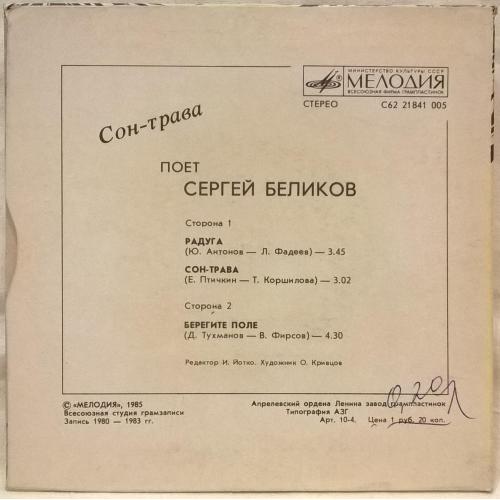 МИНИСТЕРСТВО КУЛЬТУРЫ СССР
МЕЛОДИЯ
ВСЕСОЮЗНАЯ ФИРМА ГРАМПЛАСТИНОК
СТЕРЕО С62 21841 005
Сон-трава
ПОЕТ
СЕРГЕЙ БЕЛИКОВ
Сторона 1
РАДУГА
(Ю. Антонов — Л. Фадеев) — 3.45
СОН-ТРАВА
(Е. Птичкин — Т. Коршилова) — 3.02
Сторона 2
БЕРЕГИТЕ ПОЛЕ
(Д. Тухманов — В. Фирсов) — 4.30
Редактор И. Йотко. Художник О. Кривцов
© «МЕЛОДИЯ», 1985
Всесоюзная студия грамзаписи
Запись 1980 — 1983 гг.
Апрелевский ордена Ленина завод грампластинок
Типография АЗГ
Арт. 10-4. Цена 1 руб. 20 коп.